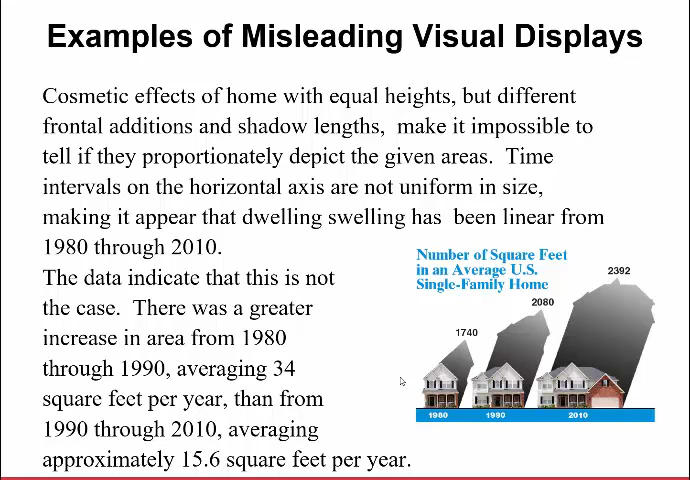 Examples of Misleading Visual Displays
Cosmetic effects of home with equal heights, but different
frontal additions and shadow lengths, make it impossible to
tell if they proportionately depict the given areas. Time
intervals on the horizontal axis are not uniform in size,
making it appear that dwelling swelling has been linear from
1980 through 2010.
The data indicate that this is not
the case. There was a greater
increase in area from 1980
through 1990, averaging 34
square feet per year, than from
1990 through 2010, averaging
approximately 15.6 square feet per year.
Number of Square Feet
in an Average U.S.
Single-Family Home
1740
2080
2392
1980
1990
2010